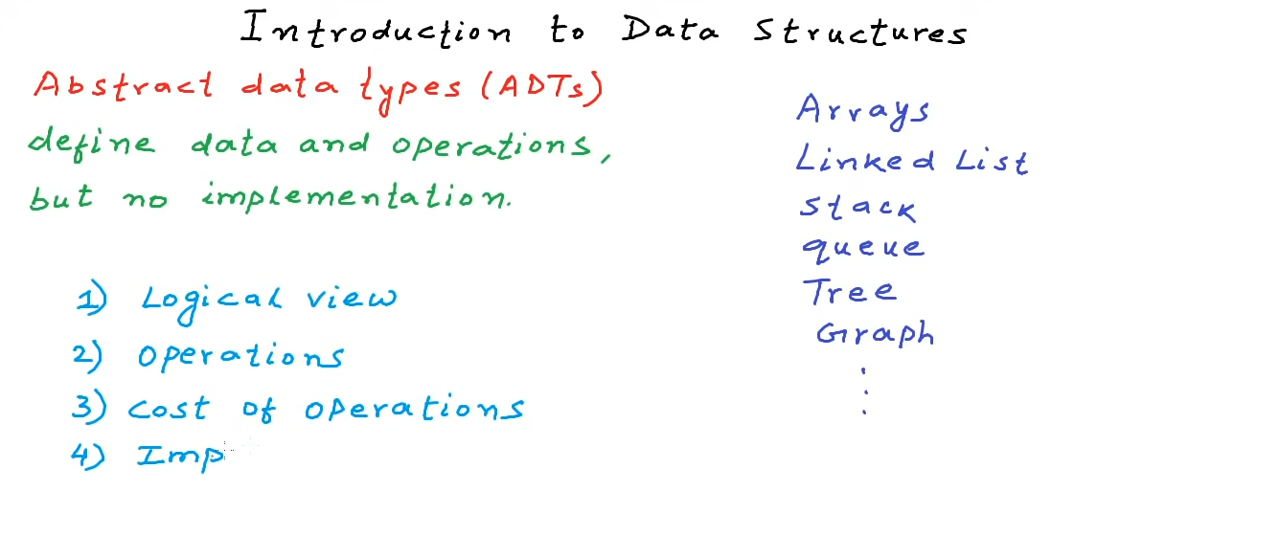 Introduction to Data Structures
Abstract data types (ADTs)
define data and operations,
but no implementation.
1) Logical view
2) operations
3) cost of operations
4) Imp
Arrays
Linked List
Stack
queue
Tree
Graph